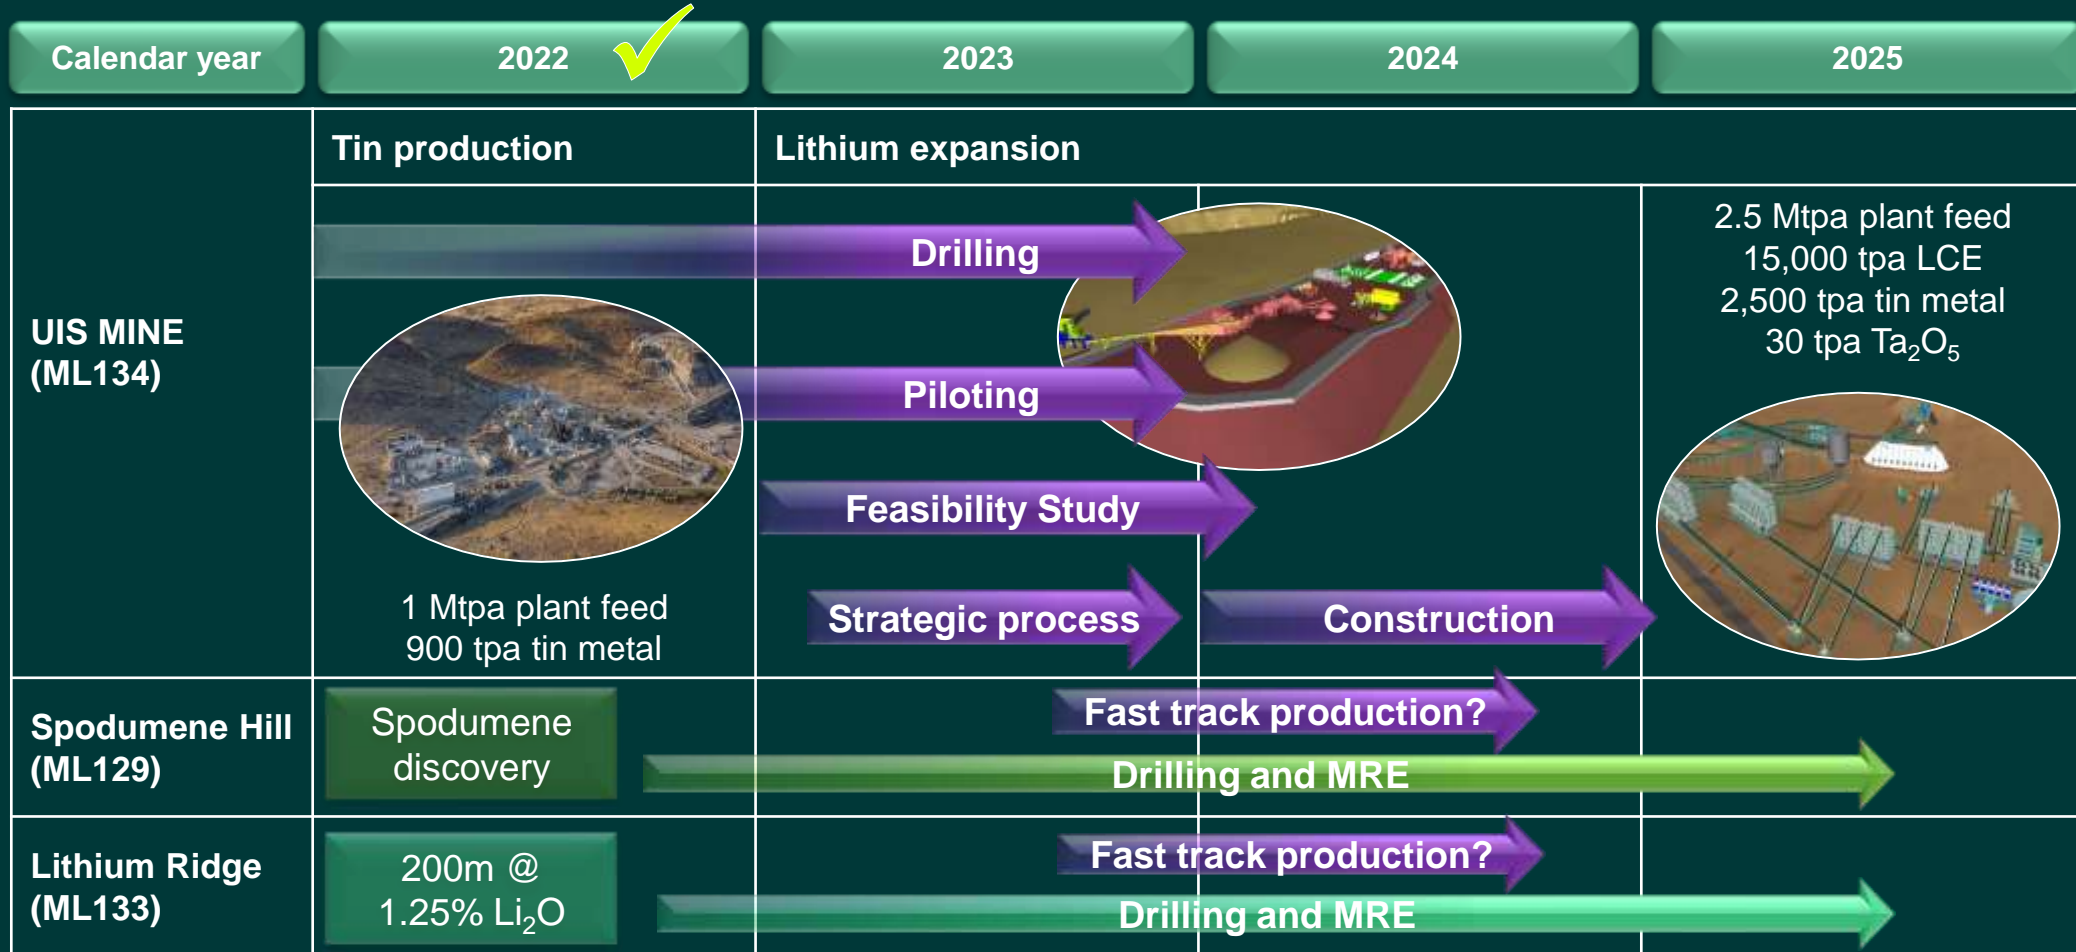 Calendar year
2022
2023
2024
2025
Tin production
Lithium expansion
UIS MINE
(ML134)
Drilling
Piloting
Feasibility Study
Strategic process
Construction
1 Mtpa plant feed
900 tpa tin metal
2.5 Mtpa plant feed
15,000 tpa LCE
2,500 tpa tin metal
30 tpa Ta₂O₅
Spodumene Hill
(ML129)
Spodumene
discovery
Fast track production?
Drilling and MRE
Lithium Ridge
(ML133)
200m @
1.25% Li₂O
Fast track production?
Drilling and MRE